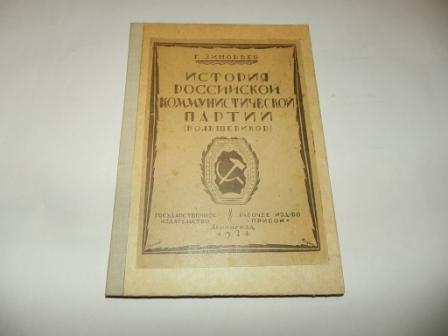 Г. ЗИНОВЬЕВ
ИСТОРИЯ
РОССИЙСКОЙ
КОММУНИСТИЧЕСКОЙ
ПАРТИИ
(БОЛЬШЕВИКОВ)
ГОСУДАРСТВЕННОЕ
ИЗДАТЕЛЬСТВО
РАБОЧЕЕ ИЗД-ВО
"ПРИБОЙ"
ЛЕНИНГРАД
1924